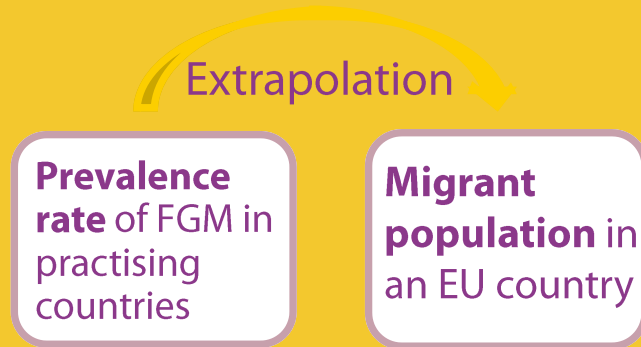 Extrapolation
Prevalence
rate of FGM in
practising
countries
Migrant
population in
an EU country